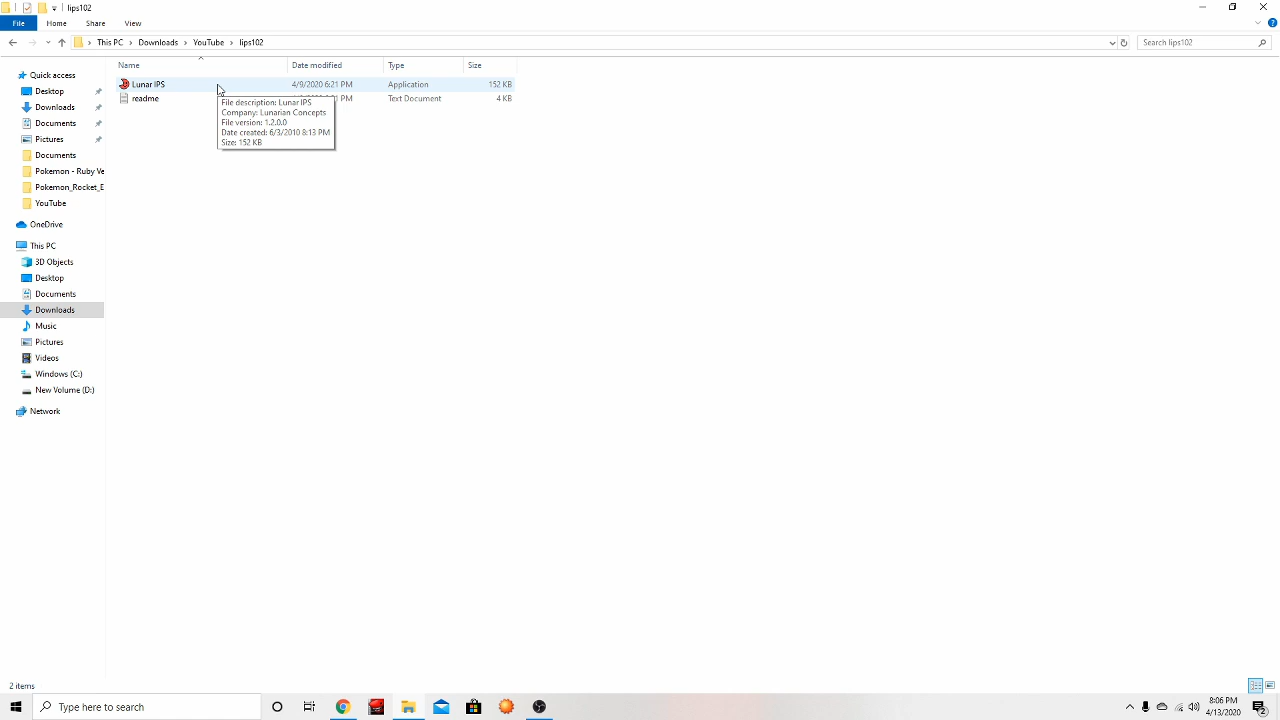 lips102
File Home Share View
This PC Downloads YouTube lips102 Search lips102
Name Date modified Type Size
Lunar IPS 4/9/2020 6:21 PM Application 152 KB
readme PM Text Document 4 KB
File description: Lunar IPS
Company: Lunarian Concepts
File version: 1.2.0.0
Date created: 6/3/2010 8:13 PM
Size: 152 KB
Quick access
Desktop
Downloads
Documents
Pictures
Documents
Pokemon - Ruby Ve
Pokemon_Rocket_E
YouTube
OneDrive
This PC
3D Objects
Desktop
Documents
Downloads
Music
Pictures
Videos
Windows (C:)
New Volume (D:)
Network
2 items
Type here to search
8:06 PM
4/13/2020
2